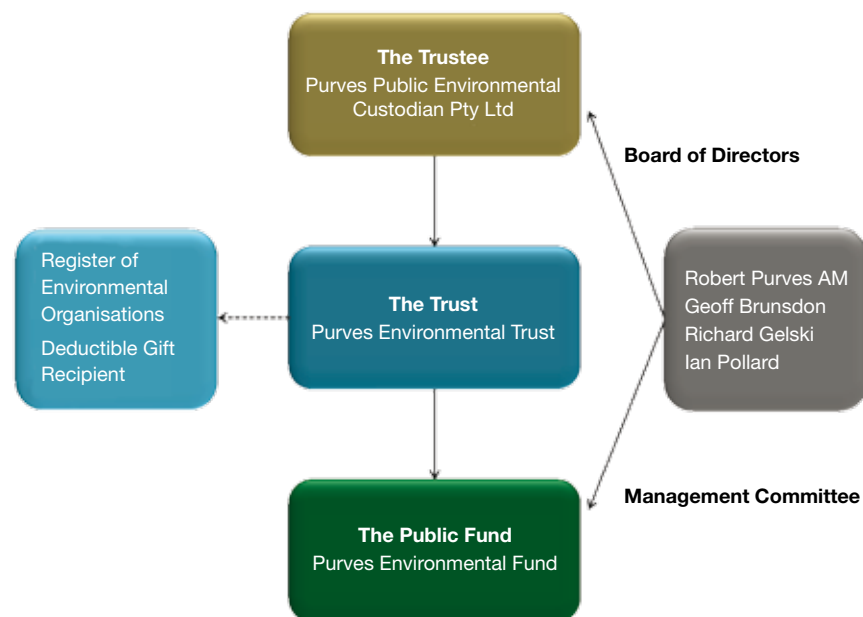 The Trustee
Purves Public Environmental
Custodian Pty Ltd
Board of Directors
Register of
Environmental
Organisations
Deductible Gift
Recipient
The Trust
Purves Environmental Trust
Robert Purves AM
Geoff Brunsdon
Richard Gelski
Ian Pollard
Management Committee
The Public Fund
Purves Environmental Fund